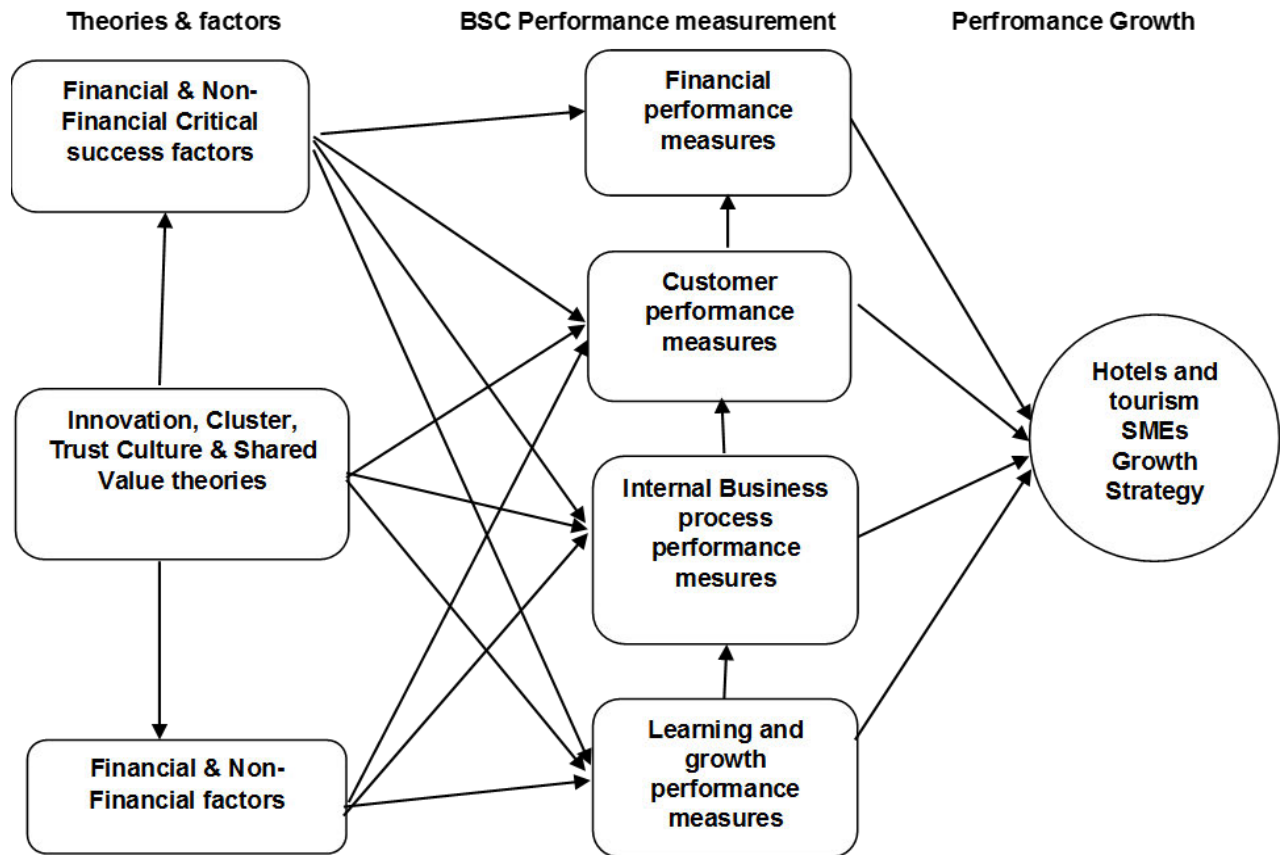 Theories & factors
BSC Performance measurement
Perfromance Growth
Financial & Non-
Financial Critical
success factors
Innovation, Cluster,
Trust Culture & Shared
Value theories
Financial & Non-
Financial factors
Financial
performance
measures
Customer
performance
measures
Internal Business
process
performance
mesures
Learning and
growth
performance
measures
Hotels and
tourism
SMEs
Growth
Strategy